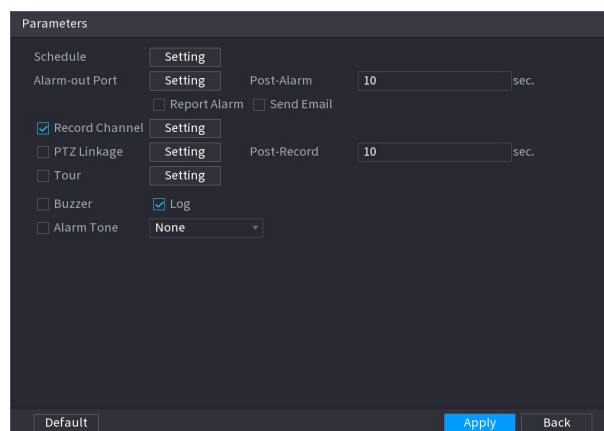 Parameters
Schedule Setting
Alarm-out Port Setting Post-Alarm 10 sec.
Report Alarm Send Email
Record Channel Setting
PTZ Linkage Setting Post-Record 10 sec.
Tour Setting
Buzzer Log
Alarm Tone None
Default Apply Back